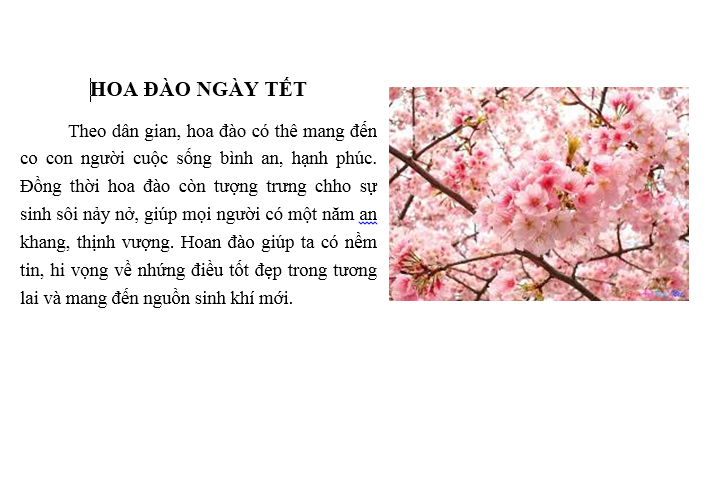 HOA ĐÀO NGÀY TẾT
Theo dân gian, hoa đào có thê mang đến
co con người cuộc sống bình an, hạnh phúc.
Đồng thời hoa đào còn tượng trưng chho sự
sinh sôi nảy nở, giúp mọi người có một năm an
khang, thịnh vượng. Hoan đào giúp ta có nềm
tin, hi vọng về những điều tốt đẹp trong tương
lai và mang đến nguồn sinh khí mới.